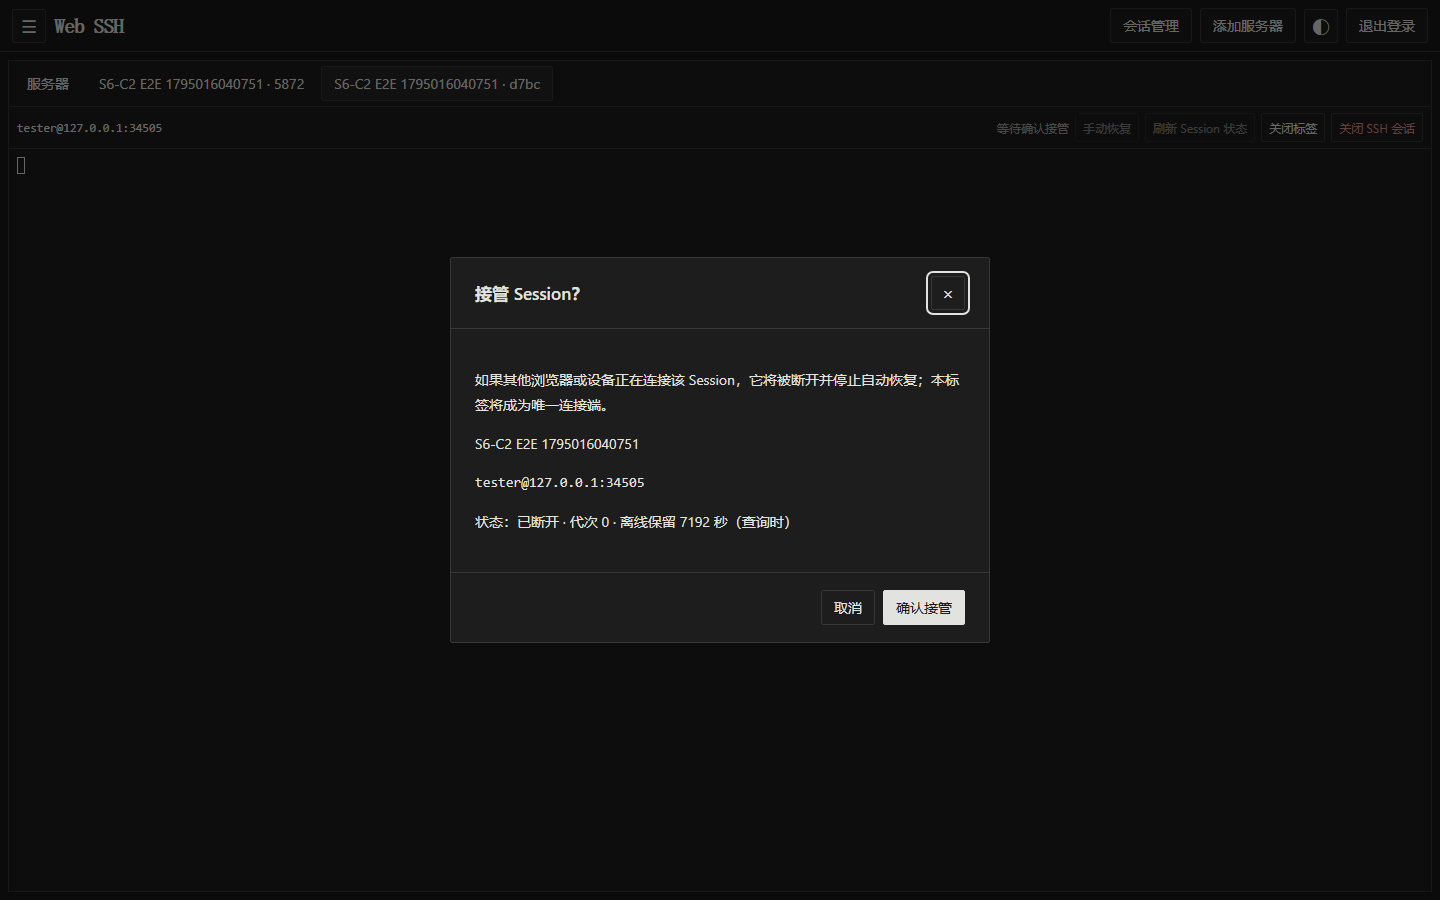 ☰ Web SSH 会话管理 添加服务器 退出登录
服务器 S6-C2 E2E 1795016040751 · 5872 S6-C2 E2E 1795016040751 · d7bc
tester@127.0.0.1:34505 等待确认接管 手动恢复 刷新 Session 状态 关闭标签 关闭 SSH 会话
接管 Session? ×
如果其他浏览器或设备正在连接该 Session，它将被断开并停止自动恢复；本标
签将成为唯一连接端。
S6-C2 E2E 1795016040751
tester@127.0.0.1:34505
状态：已断开 · 代次 0 · 离线保留 7192 秒（查询时）
取消 确认接管